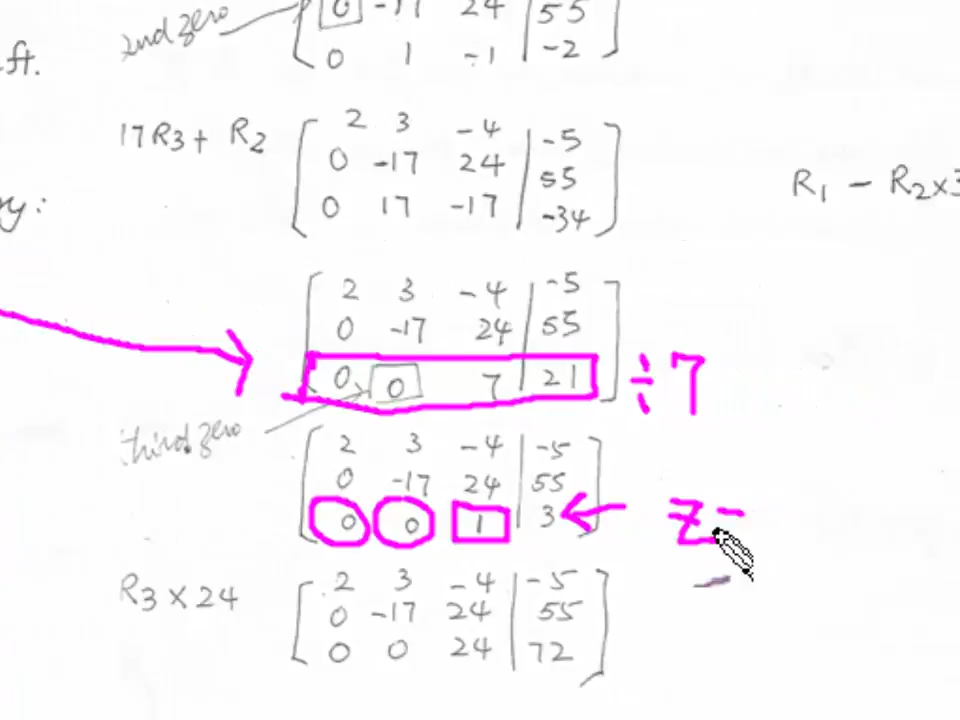 0 -17 24 | 55
2nd zero
0 1 -1 | -2
ft.
17R3 + R2
2 3 -4 | -5
0 -17 24 | 55
0 17 -17 | -34
R1 - R2×3
y:
2 3 -4 | -5
0 -17 24 | 55
0 0 7 | 21 ÷7
third zero
2 3 -4 | -5
0 -17 24 | 55
0 0 1 | 3 ← z=
R3 × 24
2 3 -4 | -5
0 -17 24 | 55
0 0 24 | 72